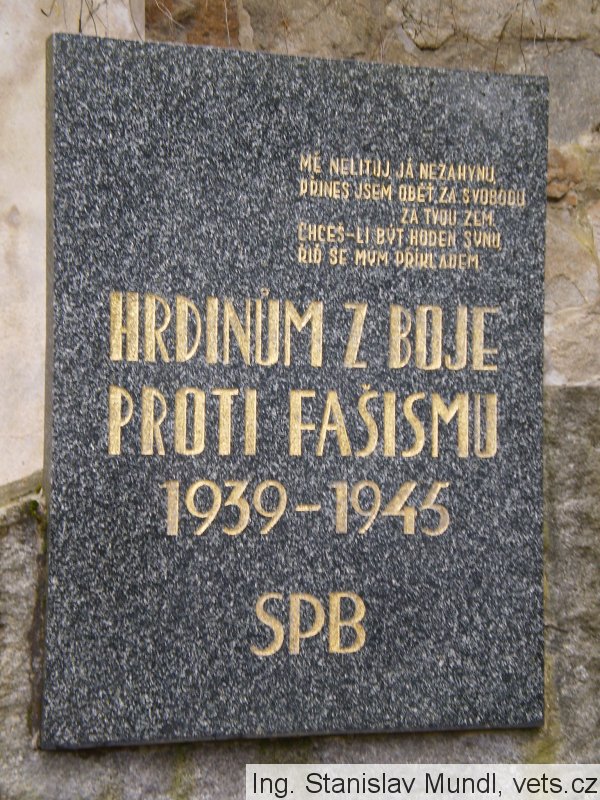 MĚ NELITUJ, JÁ NEZAHYNU,
PŘINES JSEM OBĚŤ ZA SVOBODU
ZA TVOU ZEM.
CHCEŠ-LI BÝT HODEN SYNU,
ŘIĎ SE MÝM PŘÍKLADEM.
HRDINŮM Z BOJE
PROTI FAŠISMU
1939-1945
SPB
Ing. Stanislav Mundl, vets.cz